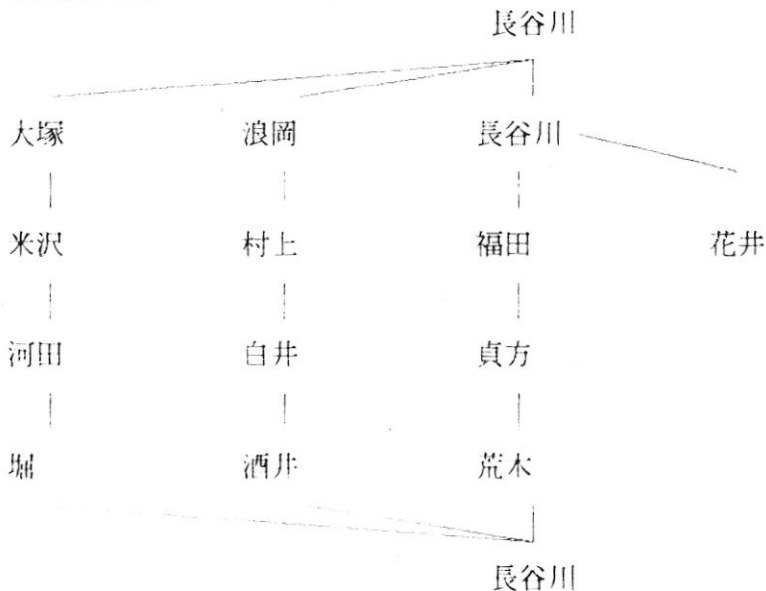 長谷川
大塚 浪岡 長谷川
米沢 村上 福田 花井
河田 白井 貞方
堀 酒井 荒木
長谷川